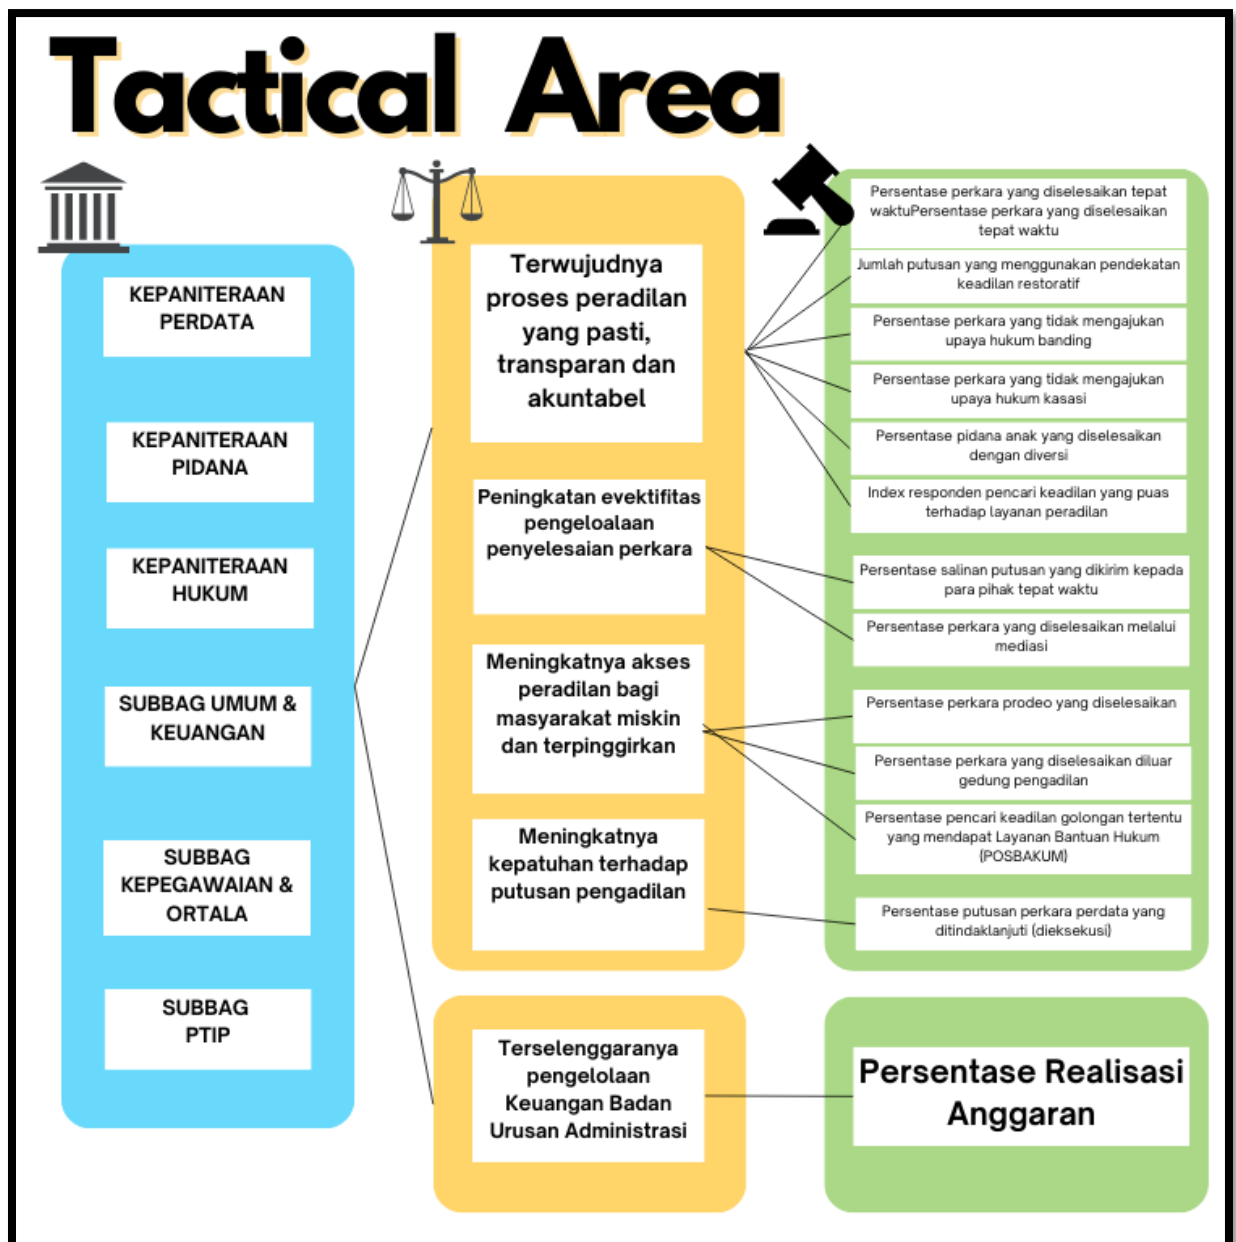 Tactical Area
KEPANITERAAN
PERDATA
KEPANITERAAN
PIDANA
KEPANITERAAN
HUKUM
SUBBAG UMUM &
KEUANGAN
SUBBAG
KEPEGAWAIAN &
ORTALA
SUBBAG
PTIP
Terwujudnya
proses peradilan
yang pasti,
transparan dan
akuntabel
Peningkatan evektifitas
pengeloalaan
penyelesaian perkara
Meningkatnya akses
peradilan bagi
masyarakat miskin
dan terpinggirkan
Meningkatnya
kepatuhan terhadap
putusan pengadilan
Terselenggaranya
pengelolaan
Keuangan Badan
Urusan Administrasi
Persentase perkara yang diselesaikan tepat
waktuPersentase perkara yang diselesaikan
tepat waktu
Jumlah putusan yang menggunakan pendekatan
keadilan restoratif
Persentase perkara yang tidak mengajukan
upaya hukum banding
Persentase perkara yang tidak mengajukan
upaya hukum kasasi
Persentase pidana anak yang diselesaikan
dengan diversi
Index responden pencari keadilan yang puas
terhadap layanan peradilan
Persentase salinan putusan yang dikirim kepada
para pihak tepat waktu
Persentase perkara yang diselesaikan melalui
mediasi
Persentase perkara prodeo yang diselesaikan
Persentase perkara yang diselesaikan diluar
gedung pengadilan
Persentase pencari keadilan golongan tertentu
yang mendapat Layanan Bantuan Hukum
(POSBAKUM)
Persentase putusan perkara perdata yang
ditindaklanjuti (dieksekusi)
Persentase Realisasi
Anggaran